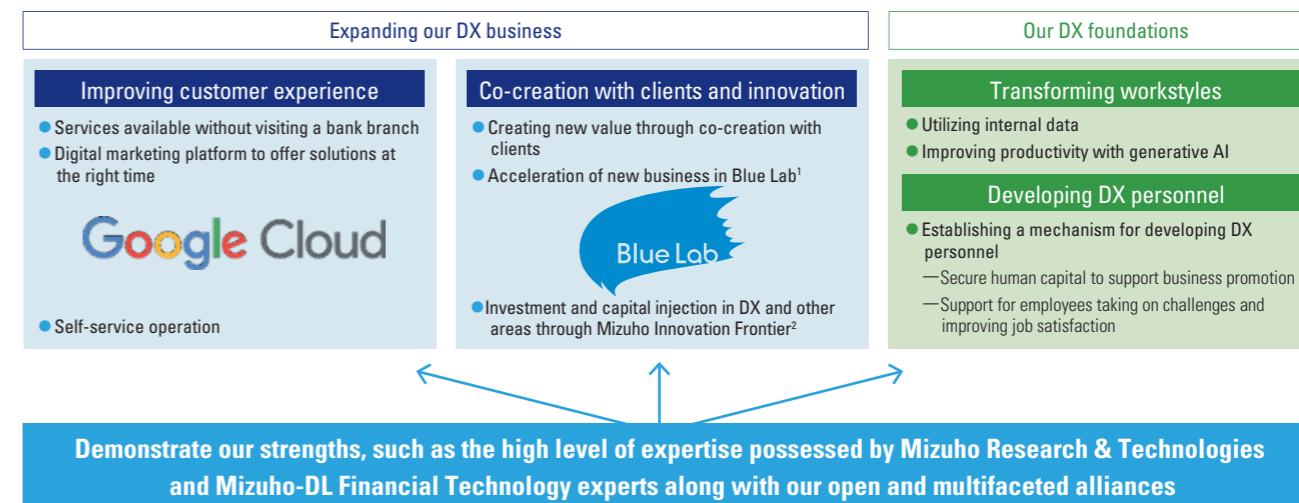 Expanding our DX business
Our DX foundations
Improving customer experience
● Services available without visiting a bank branch
● Digital marketing platform to offer solutions at
the right time
Google Cloud
● Self-service operation
Co-creation with clients and innovation
● Creating new value through co-creation with
clients
● Acceleration of new business in Blue Lab¹
Blue Lab
● Investment and capital injection in DX and other
areas through Mizuho Innovation Frontier²
Transforming workstyles
● Utilizing internal data
● Improving productivity with generative AI
Developing DX personnel
● Establishing a mechanism for developing DX
personnel
—Secure human capital to support business promotion
—Support for employees taking on challenges and
improving job satisfaction
Demonstrate our strengths, such as the high level of expertise possessed by Mizuho Research & Technologies
and Mizuho-DL Financial Technology experts along with our open and multifaceted alliances